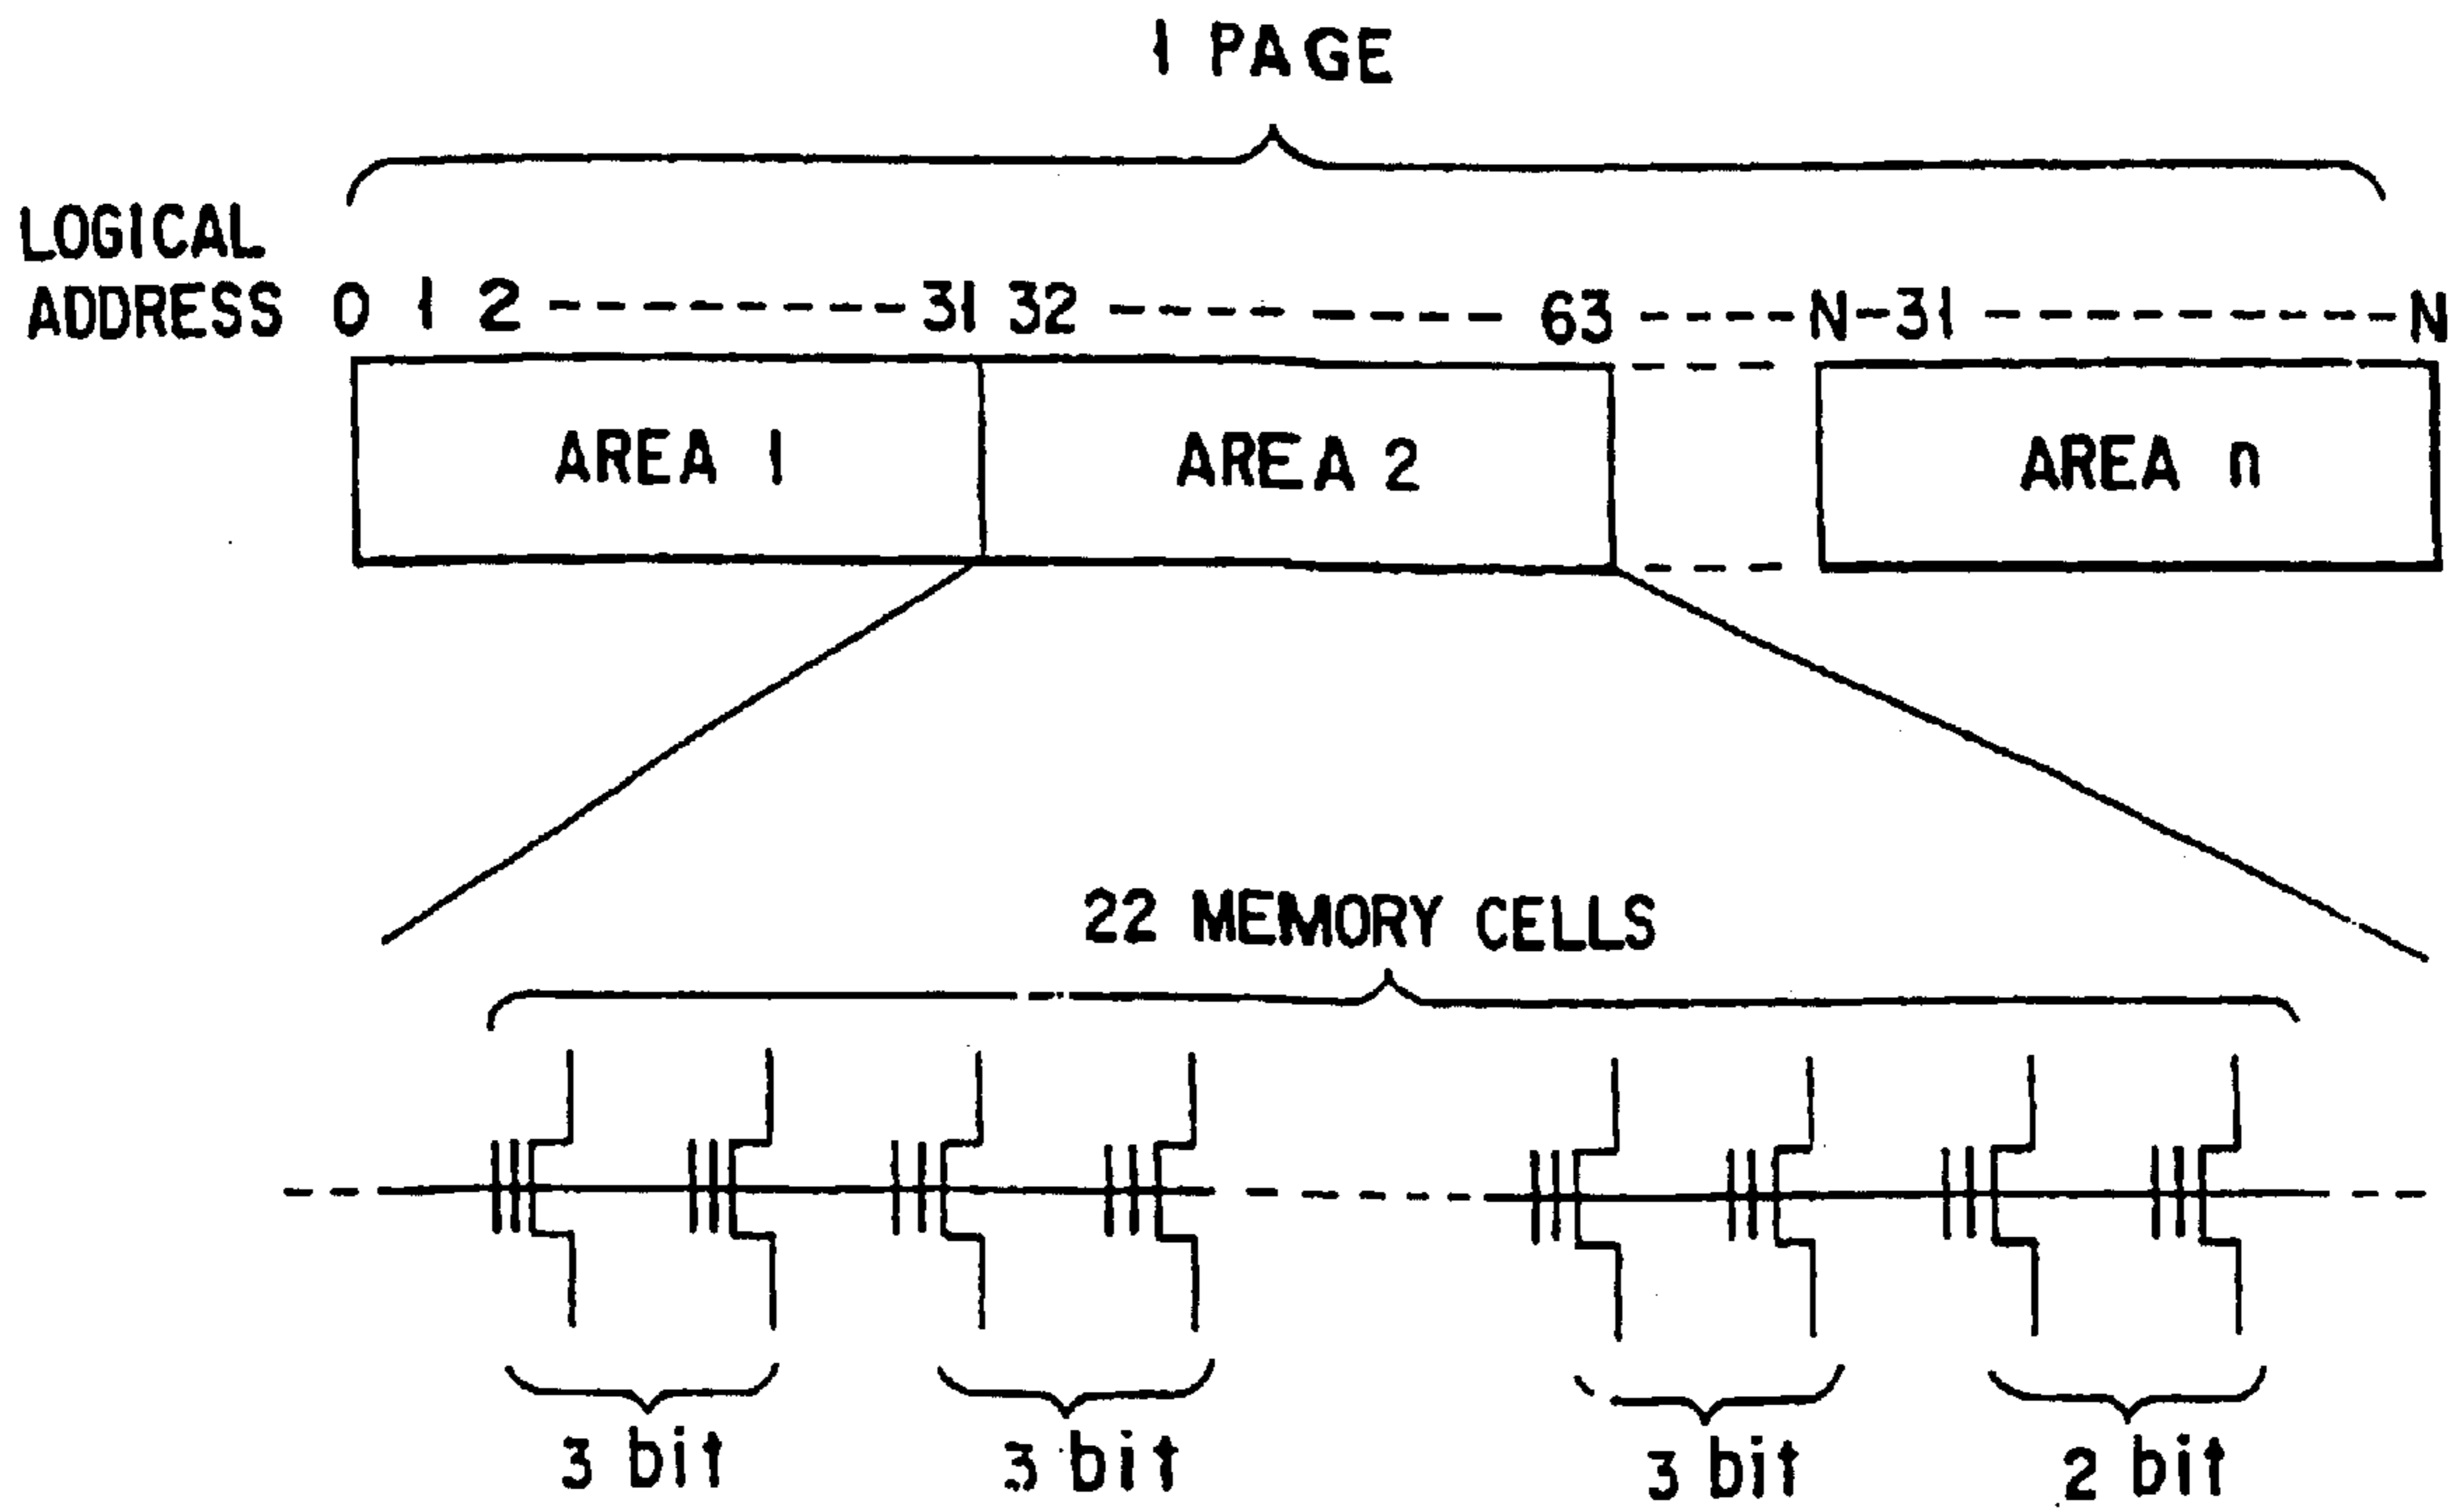 1 PAGE
LOGICAL
ADDRESS 0 1 2 --------- 31 32 ---------- 63 ---- N-31 --------- N
AREA 1 AREA 2 AREA n
22 MEMORY CELLS
3 bit 3 bit 3 bit 2 bit